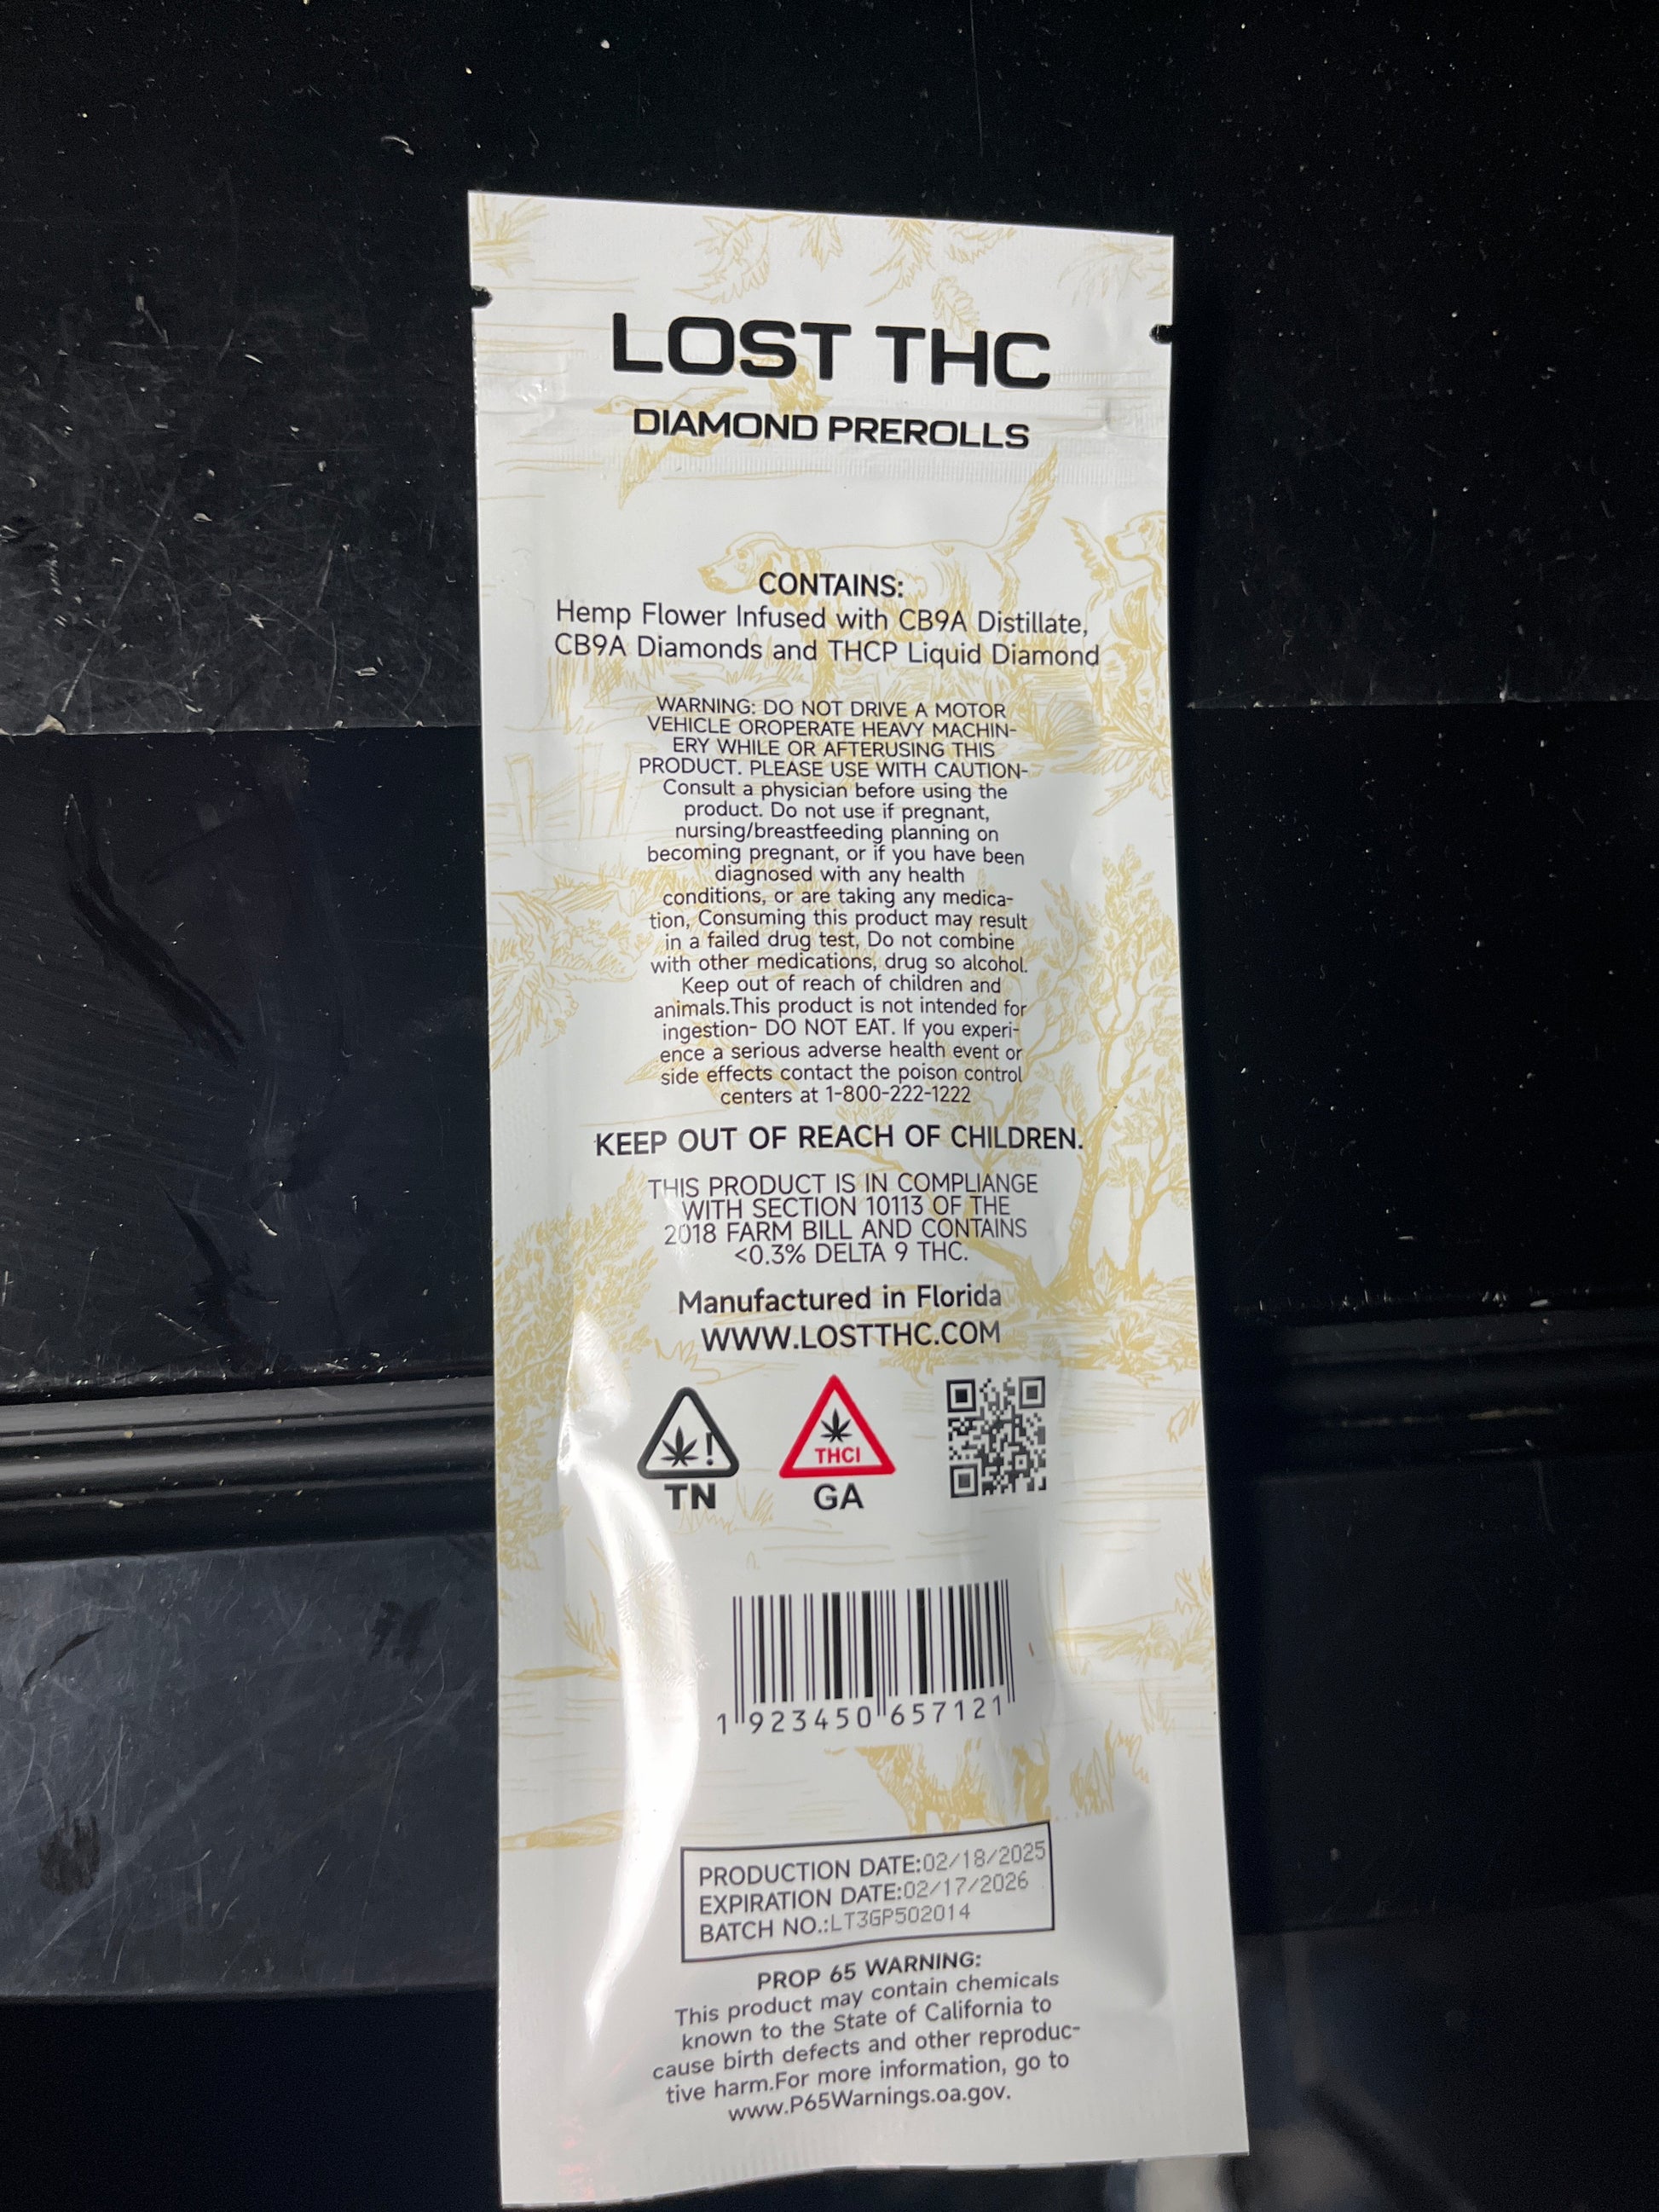 LOST THC
DIAMOND PREROLLS
CONTAINS:
Hemp Flower Infused with CB9A Distillate,
CB9A Diamonds and THCP Liquid Diamond
WARNING: DO NOT DRIVE A MOTOR
VEHICLE OROPERATE HEAVY MACHIN-
ERY WHILE OR AFTERUSING THIS
PRODUCT. PLEASE USE WITH CAUTION-
Consult a physician before using the
product. Do not use if pregnant,
nursing/breastfeeding planning on
becoming pregnant, or if you have been
diagnosed with any health
conditions, or are taking any medica-
tion, Consuming this product may result
in a failed drug test, Do not combine
with other medications, drug so alcohol.
Keep out of reach of children and
animals.This product is not intended for
ingestion- DO NOT EAT. If you experi-
ence a serious adverse health event or
side effects contact the poison control
centers at 1-800-222-1222
KEEP OUT OF REACH OF CHILDREN.
THIS PRODUCT IS IN COMPLIANGE
WITH SECTION 10113 OF THE
2018 FARM BILL AND CONTAINS
<0.3% DELTA 9 THC.
Manufactured in Florida
WWW.LOSTTHC.COM
!
THCI
TN GA
1 923450 657121
PRODUCTION DATE:02/18/2025
EXPIRATION DATE:02/17/2026
BATCH NO.:LT3GP502014
PROP 65 WARNING:
This product may contain chemicals
known to the State of California to
cause birth defects and other reproduc-
tive harm.For more information, go to
www.P65Warnings.oa.gov.